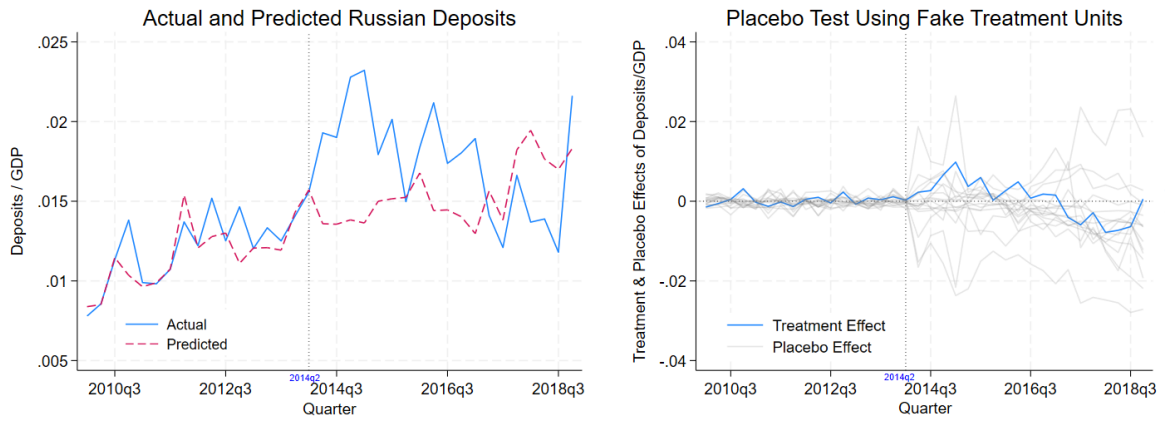 Actual and Predicted Russian Deposits
Deposits / GDP
.025
.02
.015
.01
.005
Actual
Predicted
2010q3
2012q3
2014q2
2014q3
2016q3
2018q3
Quarter
Placebo Test Using Fake Treatment Units
Treatment & Placebo Effects of Deposits/GDP
.04
.02
0
-.02
-.04
Treatment Effect
Placebo Effect
2010q3
2012q3
2014q2
2014q3
2016q3
2018q3
Quarter